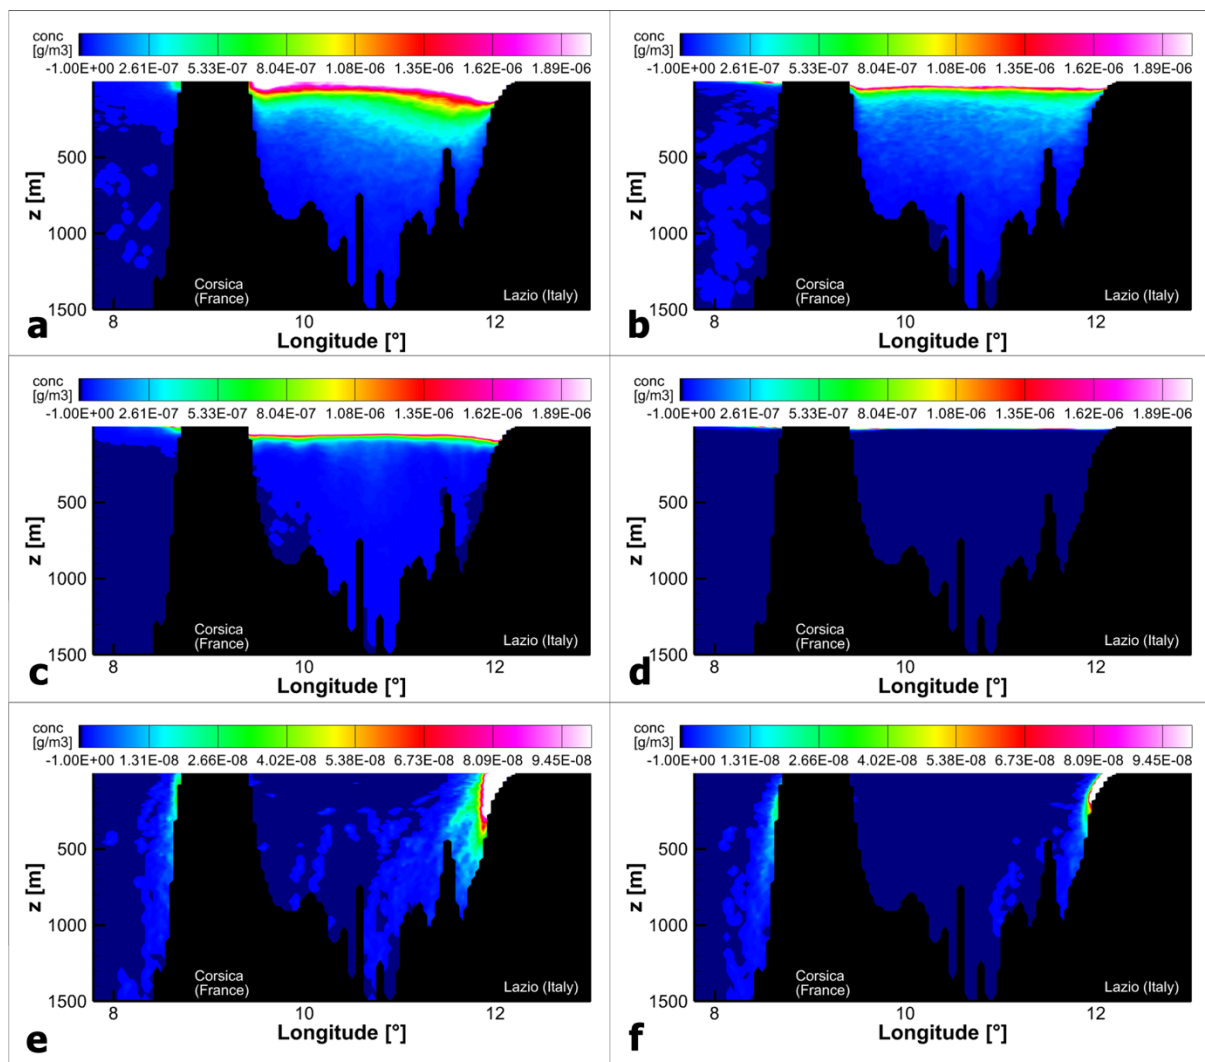 conc
[g/m3]
-1.00E+00 2.61E-07 5.33E-07 8.04E-07 1.08E-06 1.35E-06 1.62E-06 1.89E-06
z [m]
500
1000
1500
Corsica
(France)
Lazio (Italy)
8 10 12
Longitude [°]
a
conc
[g/m3]
-1.00E+00 2.61E-07 5.33E-07 8.04E-07 1.08E-06 1.35E-06 1.62E-06 1.89E-06
z [m]
500
1000
1500
Corsica
(France)
Lazio (Italy)
8 10 12
Longitude [°]
b
conc
[g/m3]
-1.00E+00 2.61E-07 5.33E-07 8.04E-07 1.08E-06 1.35E-06 1.62E-06 1.89E-06
z [m]
500
1000
1500
Corsica
(France)
Lazio (Italy)
8 10 12
Longitude [°]
c
conc
[g/m3]
-1.00E+00 2.61E-07 5.33E-07 8.04E-07 1.08E-06 1.35E-06 1.62E-06 1.89E-06
z [m]
500
1000
1500
Corsica
(France)
Lazio (Italy)
8 10 12
Longitude [°]
d
conc
[g/m3]
-1.00E+00 1.31E-08 2.66E-08 4.02E-08 5.38E-08 6.73E-08 8.09E-08 9.45E-08
z [m]
500
1000
1500
Corsica
(France)
Lazio (Italy)
8 10 12
Longitude [°]
e
conc
[g/m3]
-1.00E+00 1.31E-08 2.66E-08 4.02E-08 5.38E-08 6.73E-08 8.09E-08 9.45E-08
z [m]
500
1000
1500
Corsica
(France)
Lazio (Italy)
8 10 12
Longitude [°]
f